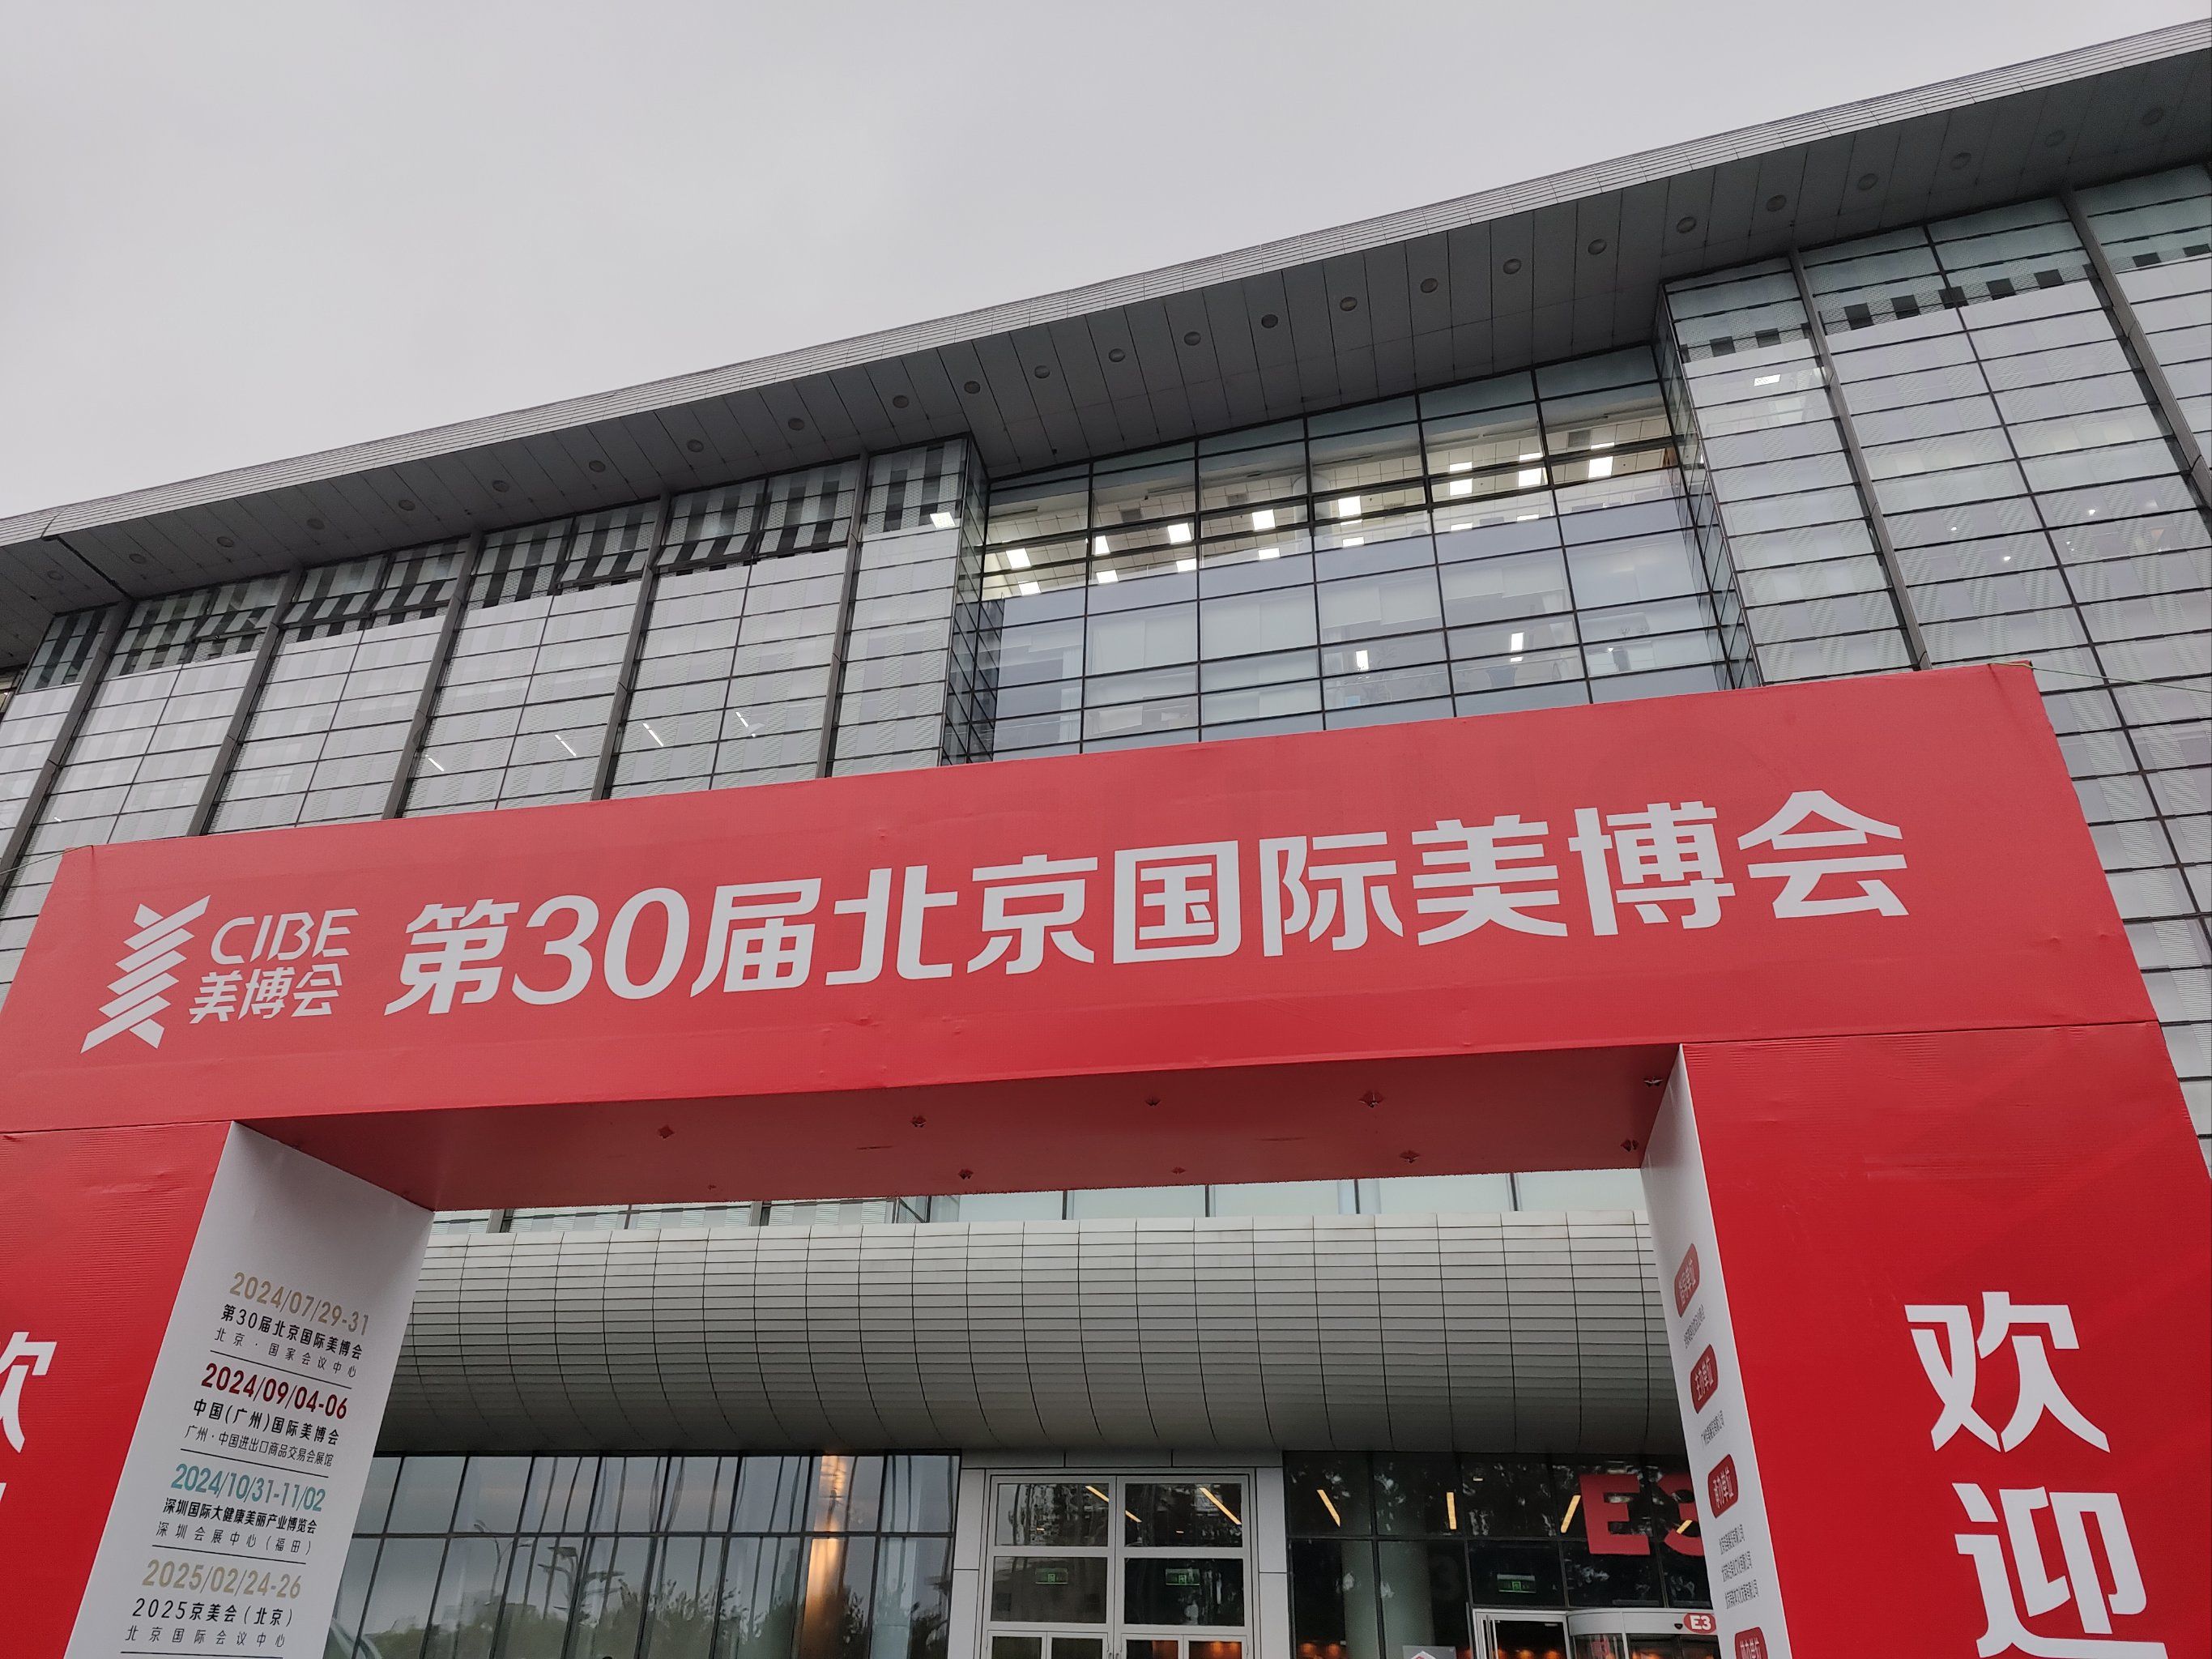 CIBE
美博会
第30届北京国际美博会
2024/07/29-31
第30届北京国际美博会
北京·国家会议中心
2024/09/04-06
中国(广州)国际美博会
广州·中国进出口商品交易会展馆
2024/10/31-11/02
深圳国际大健康美丽产业博览会
深圳会展中心(福田)
2025/02/24-26
2025京美会(北京)
北京国际会议中心
E3
E3
主办单位
欢迎